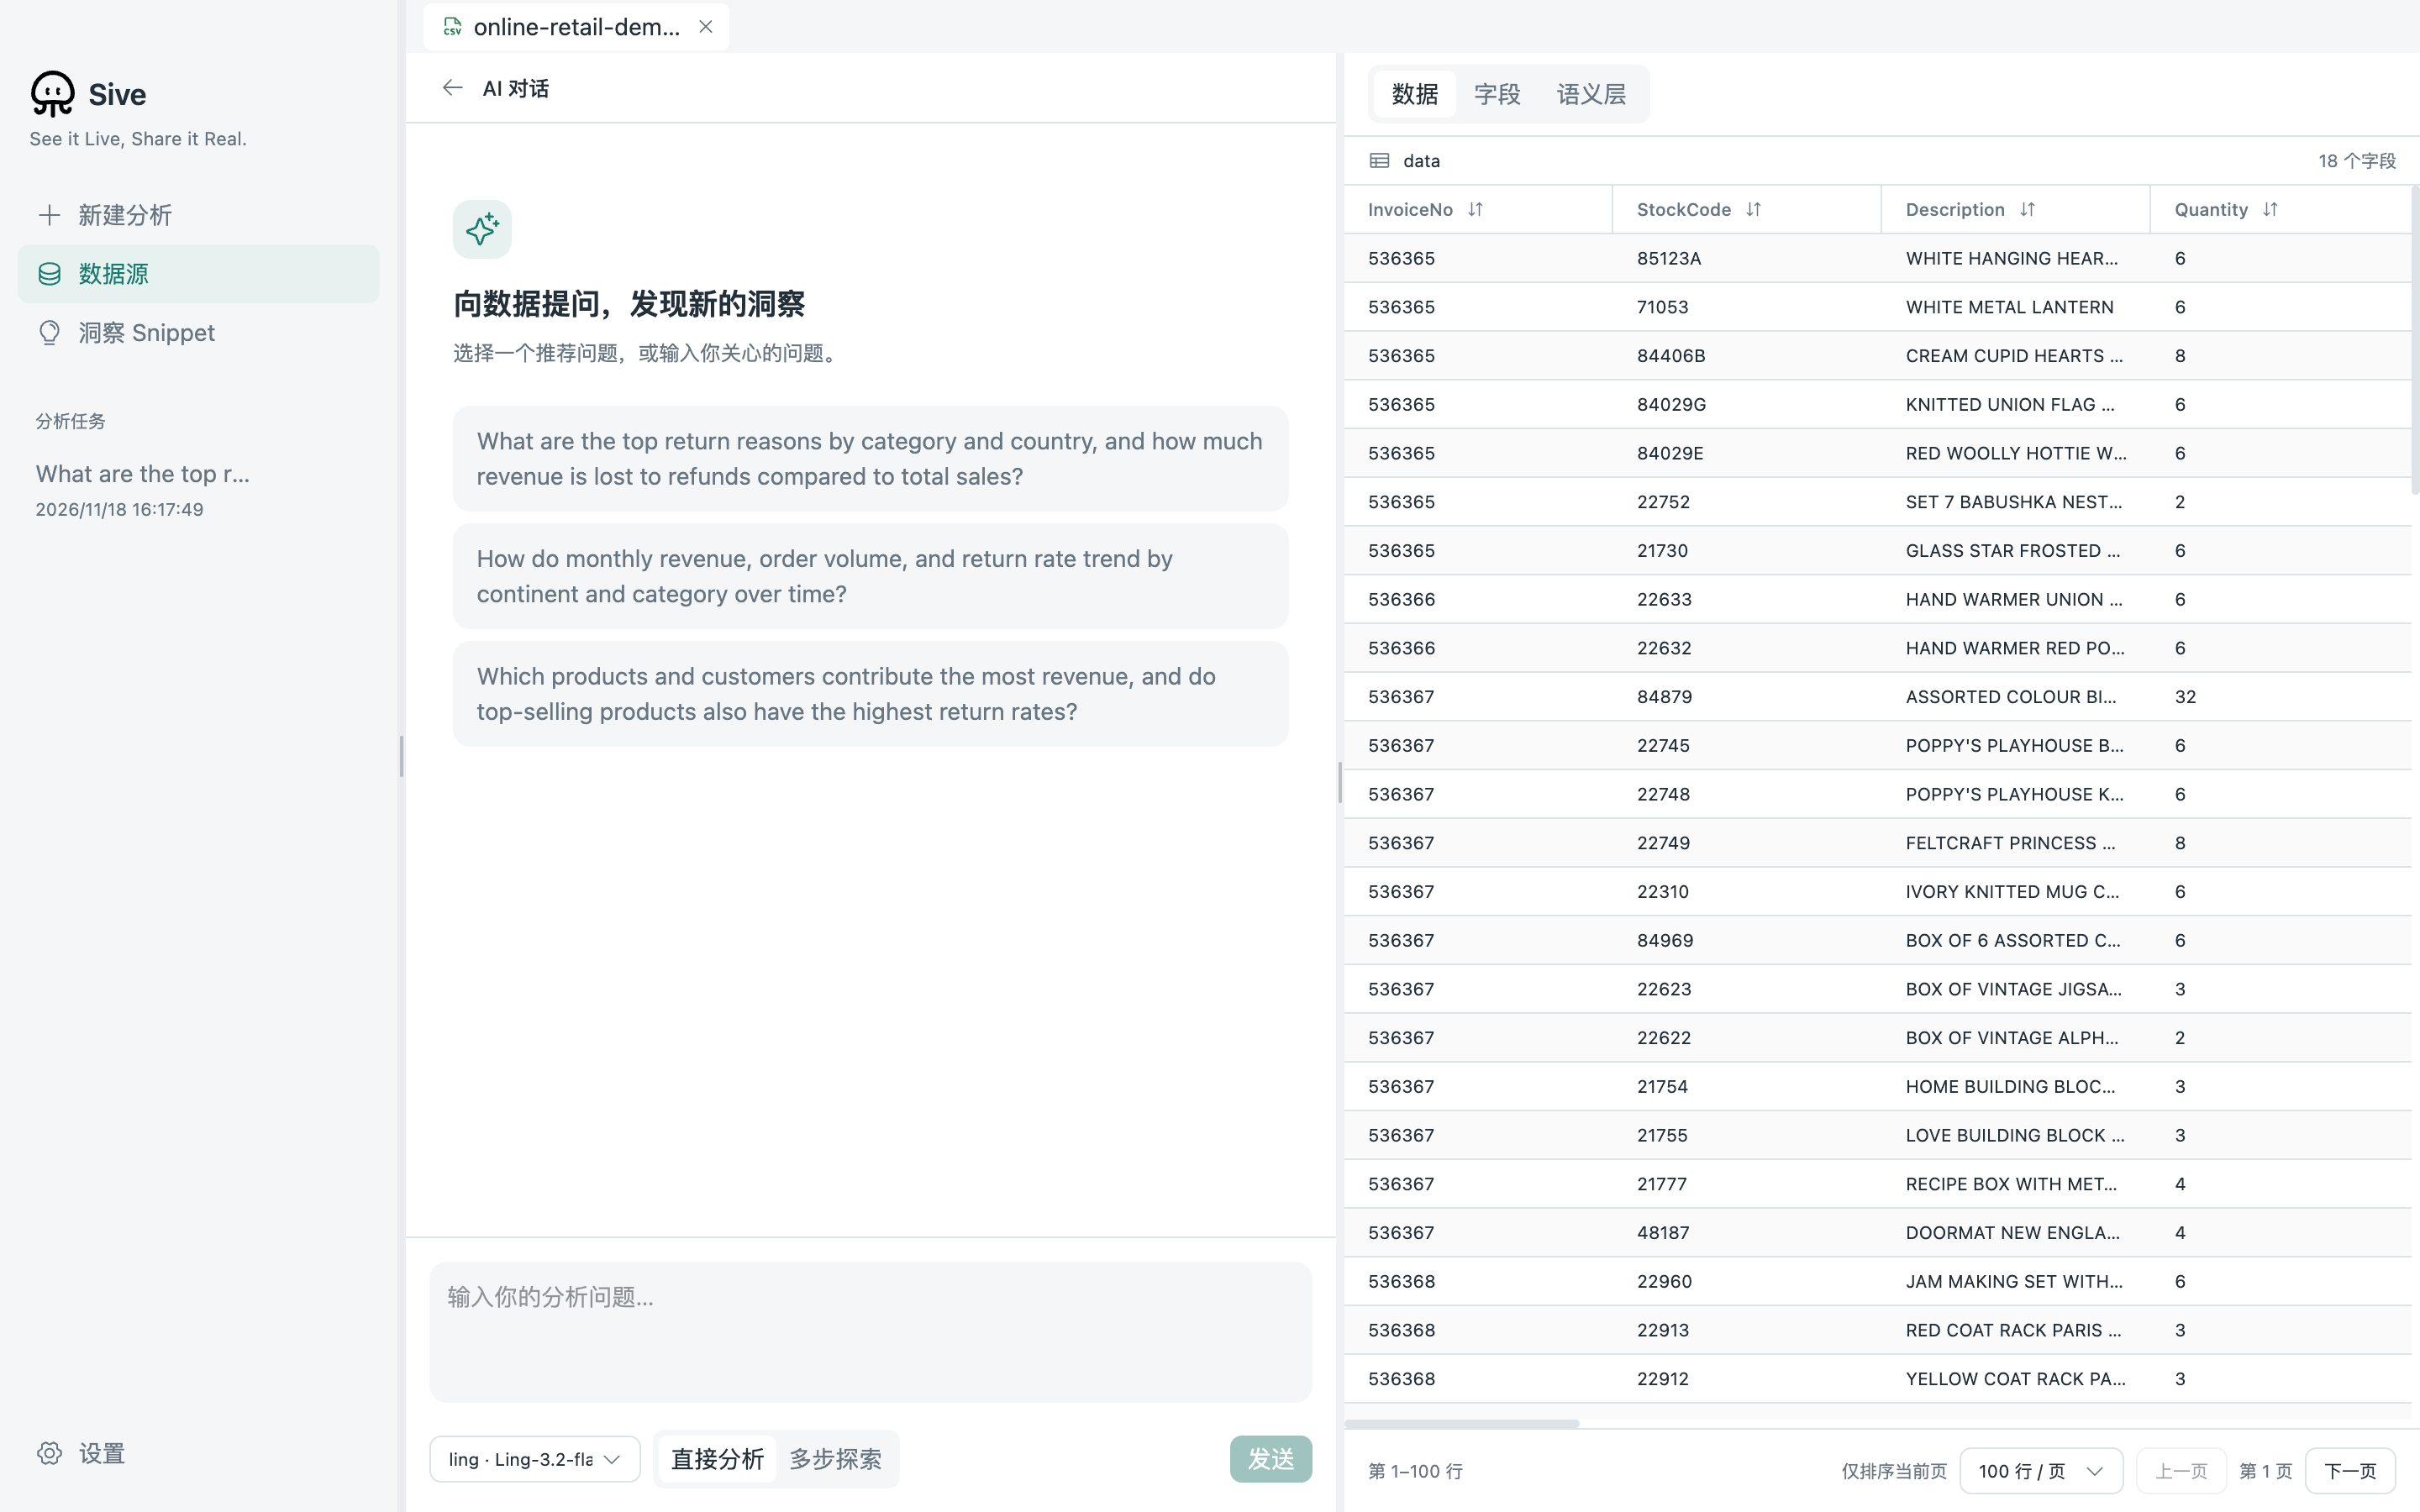 Sive
See it Live, Share it Real.
新建分析
数据源
洞察 Snippet
分析任务
What are the top r...
2026/11/18 16:17:49
设置
CSV online-retail-dem...
AI 对话
向数据提问，发现新的洞察
选择一个推荐问题，或输入你关心的问题。
What are the top return reasons by category and country, and how much
revenue is lost to refunds compared to total sales?
How do monthly revenue, order volume, and return rate trend by
continent and category over time?
Which products and customers contribute the most revenue, and do
top-selling products also have the highest return rates?
输入你的分析问题...
ling · Ling-3.2-fla 直接分析 多步探索 发送
数据 字段 语义层
data 18 个字段
InvoiceNo StockCode Description Quantity
536365 85123A WHITE HANGING HEAR... 6
536365 71053 WHITE METAL LANTERN 6
536365 84406B CREAM CUPID HEARTS ... 8
536365 84029G KNITTED UNION FLAG ... 6
536365 84029E RED WOOLLY HOTTIE W... 6
536365 22752 SET 7 BABUSHKA NEST... 2
536365 21730 GLASS STAR FROSTED ... 6
536366 22633 HAND WARMER UNION ... 6
536366 22632 HAND WARMER RED PO... 6
536367 84879 ASSORTED COLOUR BI... 32
536367 22745 POPPY'S PLAYHOUSE B... 6
536367 22748 POPPY'S PLAYHOUSE K... 6
536367 22749 FELTCRAFT PRINCESS ... 8
536367 22310 IVORY KNITTED MUG C... 6
536367 84969 BOX OF 6 ASSORTED C... 6
536367 22623 BOX OF VINTAGE JIGSA... 3
536367 22622 BOX OF VINTAGE ALPH... 2
536367 21754 HOME BUILDING BLOC... 3
536367 21755 LOVE BUILDING BLOCK ... 3
536367 21777 RECIPE BOX WITH MET... 4
536367 48187 DOORMAT NEW ENGLA... 4
536368 22960 JAM MAKING SET WITH... 6
536368 22913 RED COAT RACK PARIS ... 3
536368 22912 YELLOW COAT RACK PA... 3
第 1–100 行 仅排序当前页 100 行 / 页 上一页 第 1 页 下一页